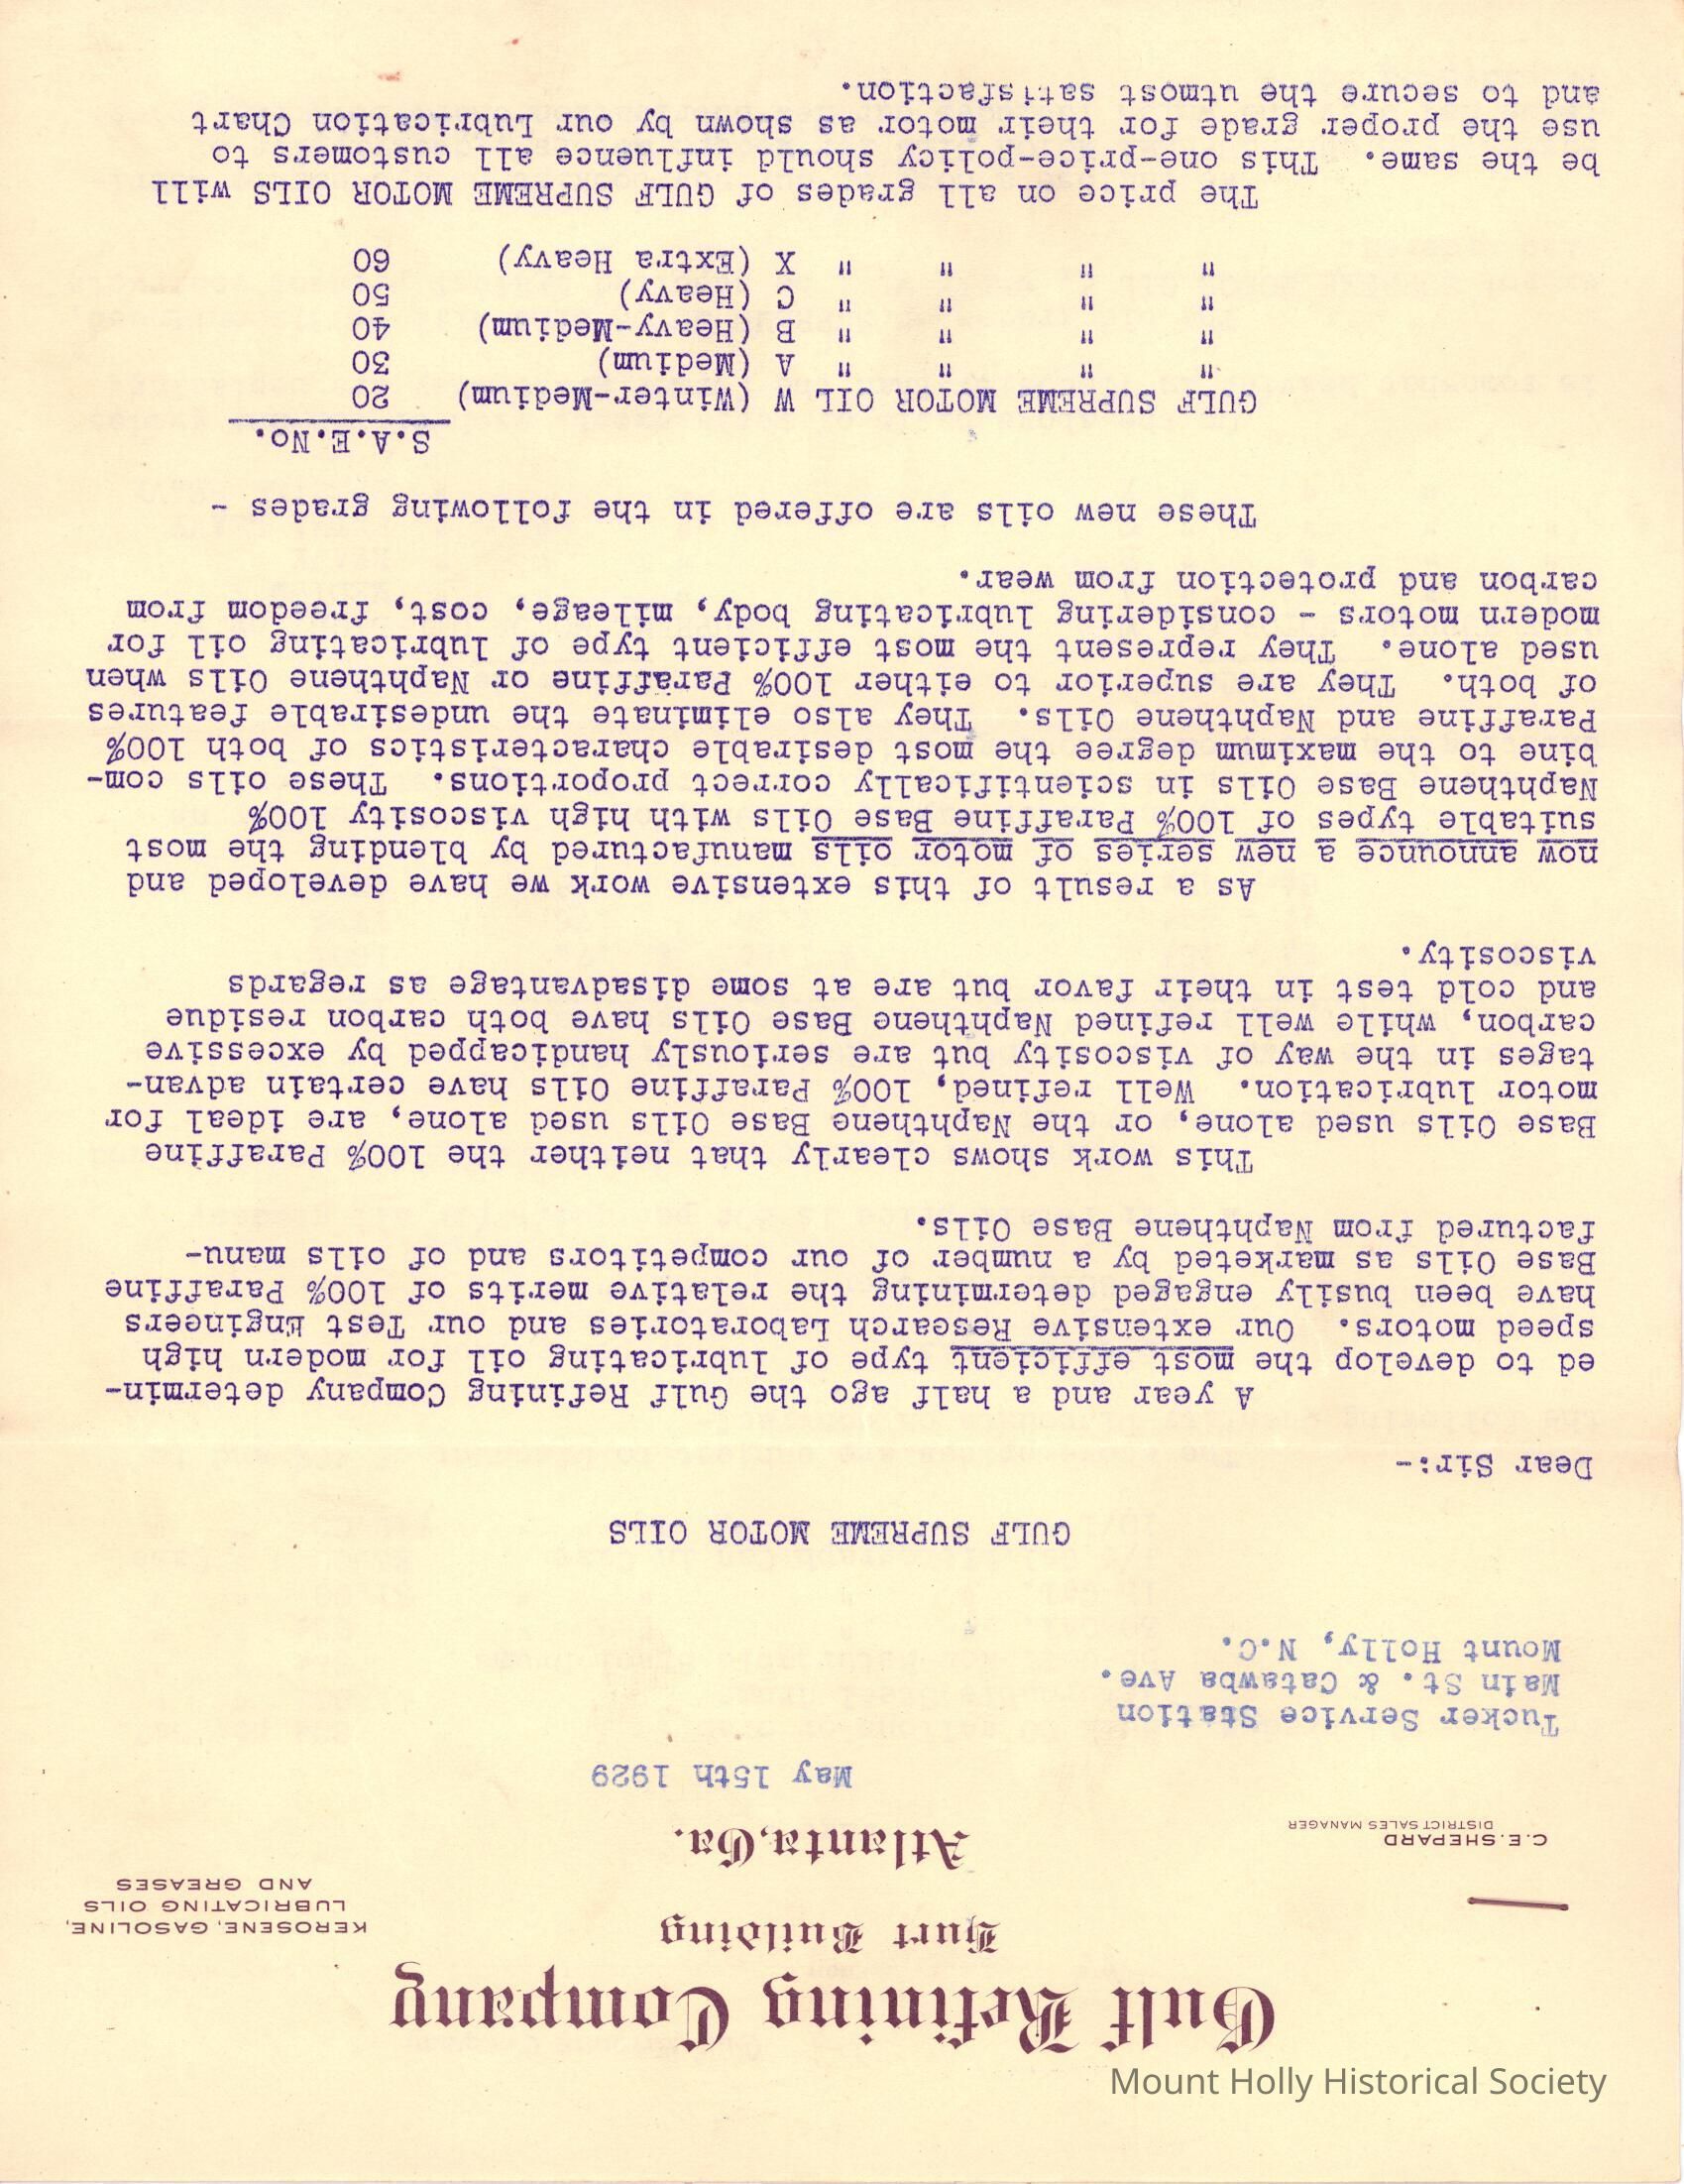 Gulf Refining Company
Hurt Building
Atlanta, Ga.
KEROSENE, GASOLINE,
LUBRICATING OILS
AND GREASES
C.E. SHEPARD
DISTRICT SALES MANAGER
May 15th 1929
Tucker Service Station
Main St. & Catawba Ave.
Mount Holly, N.C.
GULF SUPREME MOTOR OILS
Dear Sir:-
A year and a half ago the Gulf Refining Company determin-
ed to develop the most efficient type of lubricating oil for modern high
speed motors. Our extensive Research Laboratories and our Test Engineers
have been busily engaged determining the relative merits of 100% Paraffine
Base Oils as marketed by a number of our competitors and of oils manu-
factured from Naphthene Base Oils.
This work shows clearly that neither the 100% Paraffine
Base Oils used alone, or the Naphthene Base Oils used alone, are ideal for
motor lubrication. Well refined, 100% Paraffine Oils have certain advan-
tages in the way of viscosity but are seriously handicapped by excessive
carbon, while well refined Naphthene Base Oils have both carbon residue
and cold test in their favor but are at some disadvantage as regards
viscosity.
As a result of this extensive work we have developed and
now announce a new series of motor oils manufactured by blending the most
suitable types of 100% Paraffine Base Oils with high viscosity 100%
Naphthene Base Oils in scientifically correct proportions. These oils com-
bine to the maximum degree the most desirable characteristics of both 100%
Paraffine and Naphthene Oils. They also eliminate the undesirable features
of both. They are superior to either 100% Paraffine or Naphthene Oils when
used alone. They represent the most efficient type of lubricating oil for
modern motors - considering lubricating body, mileage, cost, freedom from
carbon and protection from wear.
These new oils are offered in the following grades -
S.A.E.No.
GULF SUPREME MOTOR OIL W (Winter-Medium) 20
" " " " A (Medium) 30
" " " " B (Heavy-Medium) 40
" " " " C (Heavy) 50
" " " " X (Extra Heavy) 60
The price on all grades of GULF SUPREME MOTOR OILS will
be the same. This one-price-policy should influence all customers to
use the proper grade for their motor as shown by our Lubrication Chart
and to secure the utmost satisfaction.
Mount Holly Historical Society